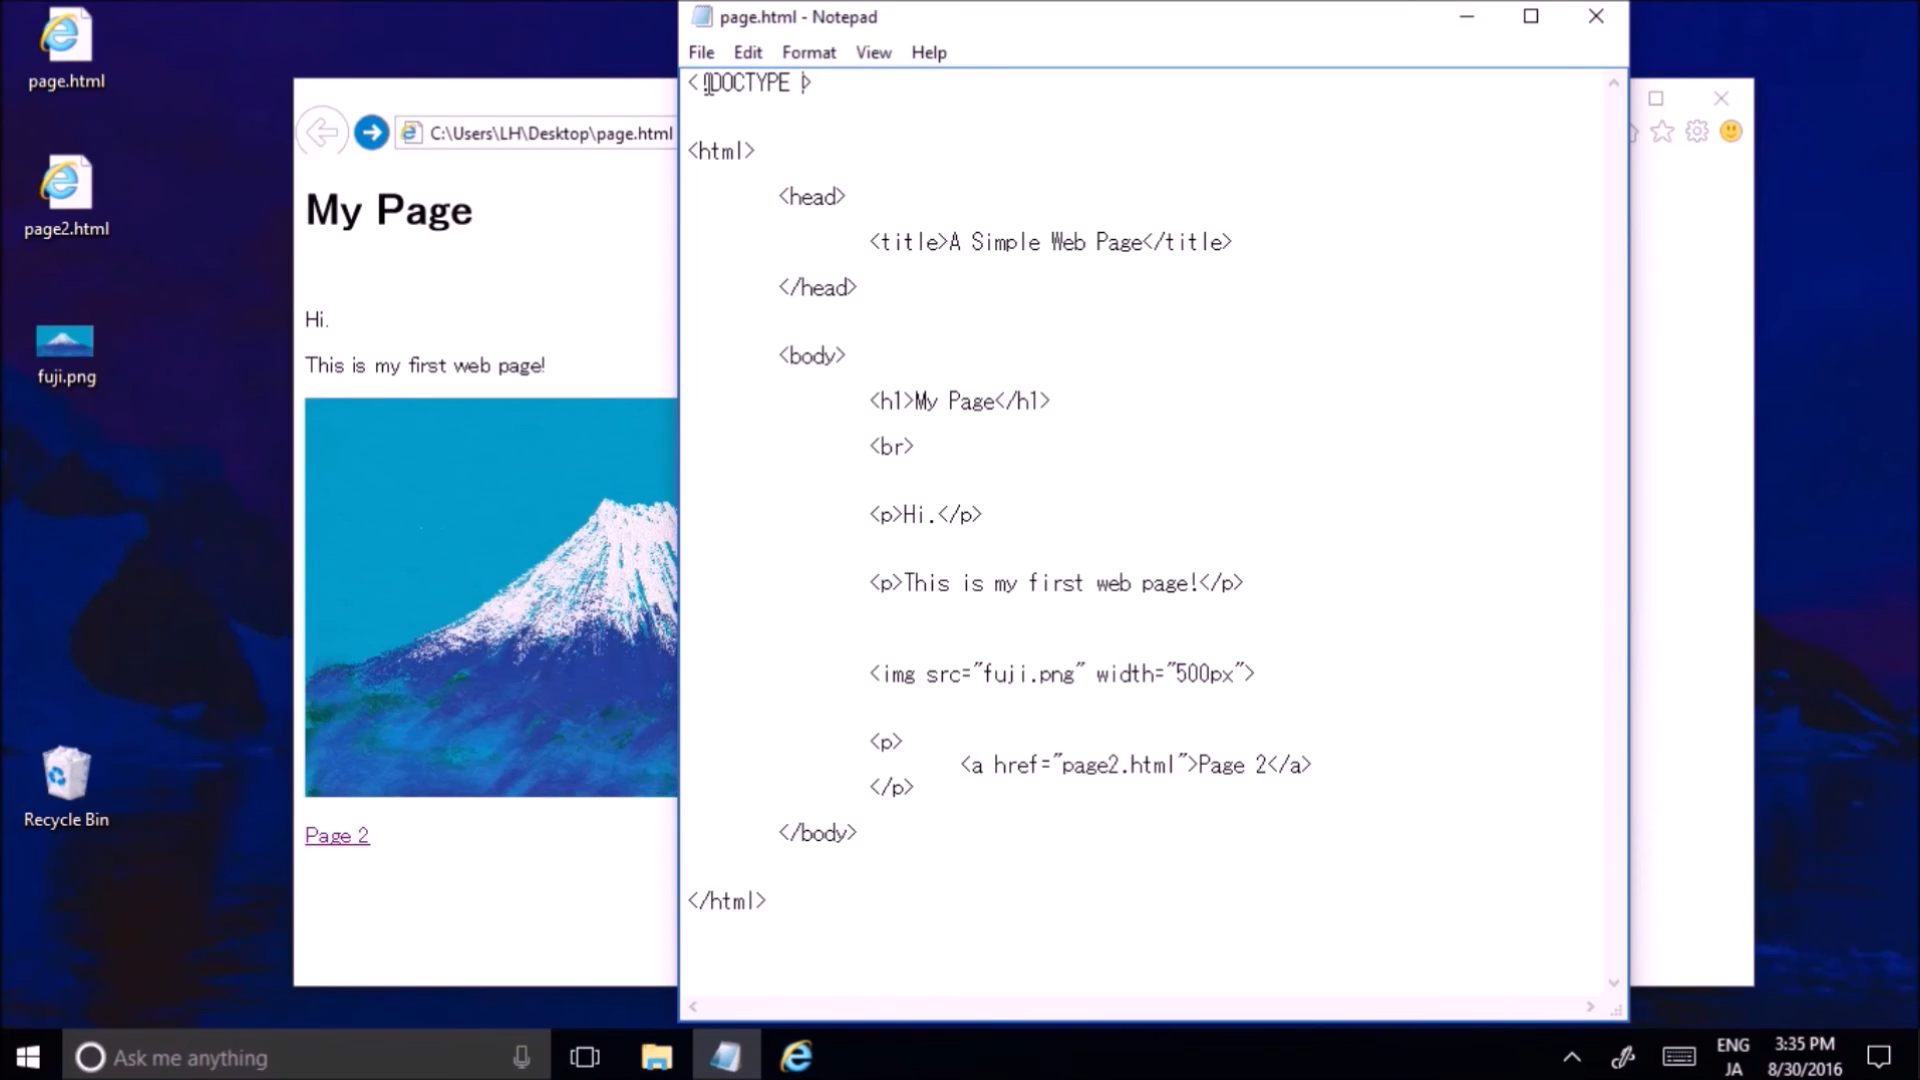 page.html
page2.html
fuji.png
Recycle Bin
C:\Users\LH\Desktop\page.html
My Page
Hi.
This is my first web page!
Page 2
page.html - Notepad
File Edit Format View Help
<!DOCTYPE >
<html>
<head>
<title>A Simple Web Page</title>
</head>
<body>
<h1>My Page</h1>
<br>
<p>Hi.</p>
<p>This is my first web page!</p>
<img src="fuji.png" width="500px">
<p>
<a href="page2.html">Page 2</a>
</p>
</body>
</html>
Ask me anything
ENG
JA
3:35 PM
8/30/2016